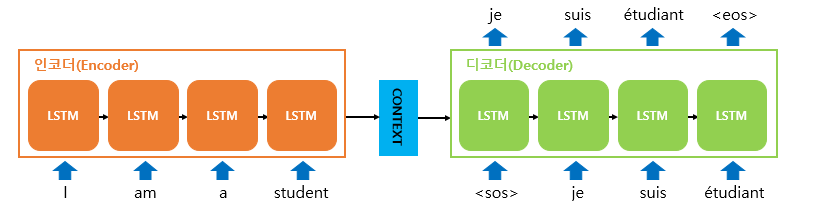 je suis étudiant <eos>
인코더(Encoder)
디코더(Decoder)
LSTM LSTM LSTM LSTM
CONTEXT
LSTM LSTM LSTM LSTM
I am a student
<sos> je suis étudiant